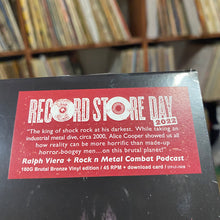 RECORD STORE DAY
2022
"The king of shock rock at his darkest. While taking an
industrial metal dive, circa 2000, Alice Cooper showed us all
how reality can be more horrific than made-up
horror-boogey men...on this brutal planet!"
Ralph Viera + Rock n Metal Combat Podcast
180G Brutal Bronze Vinyl edition / 45 RPM + download card /